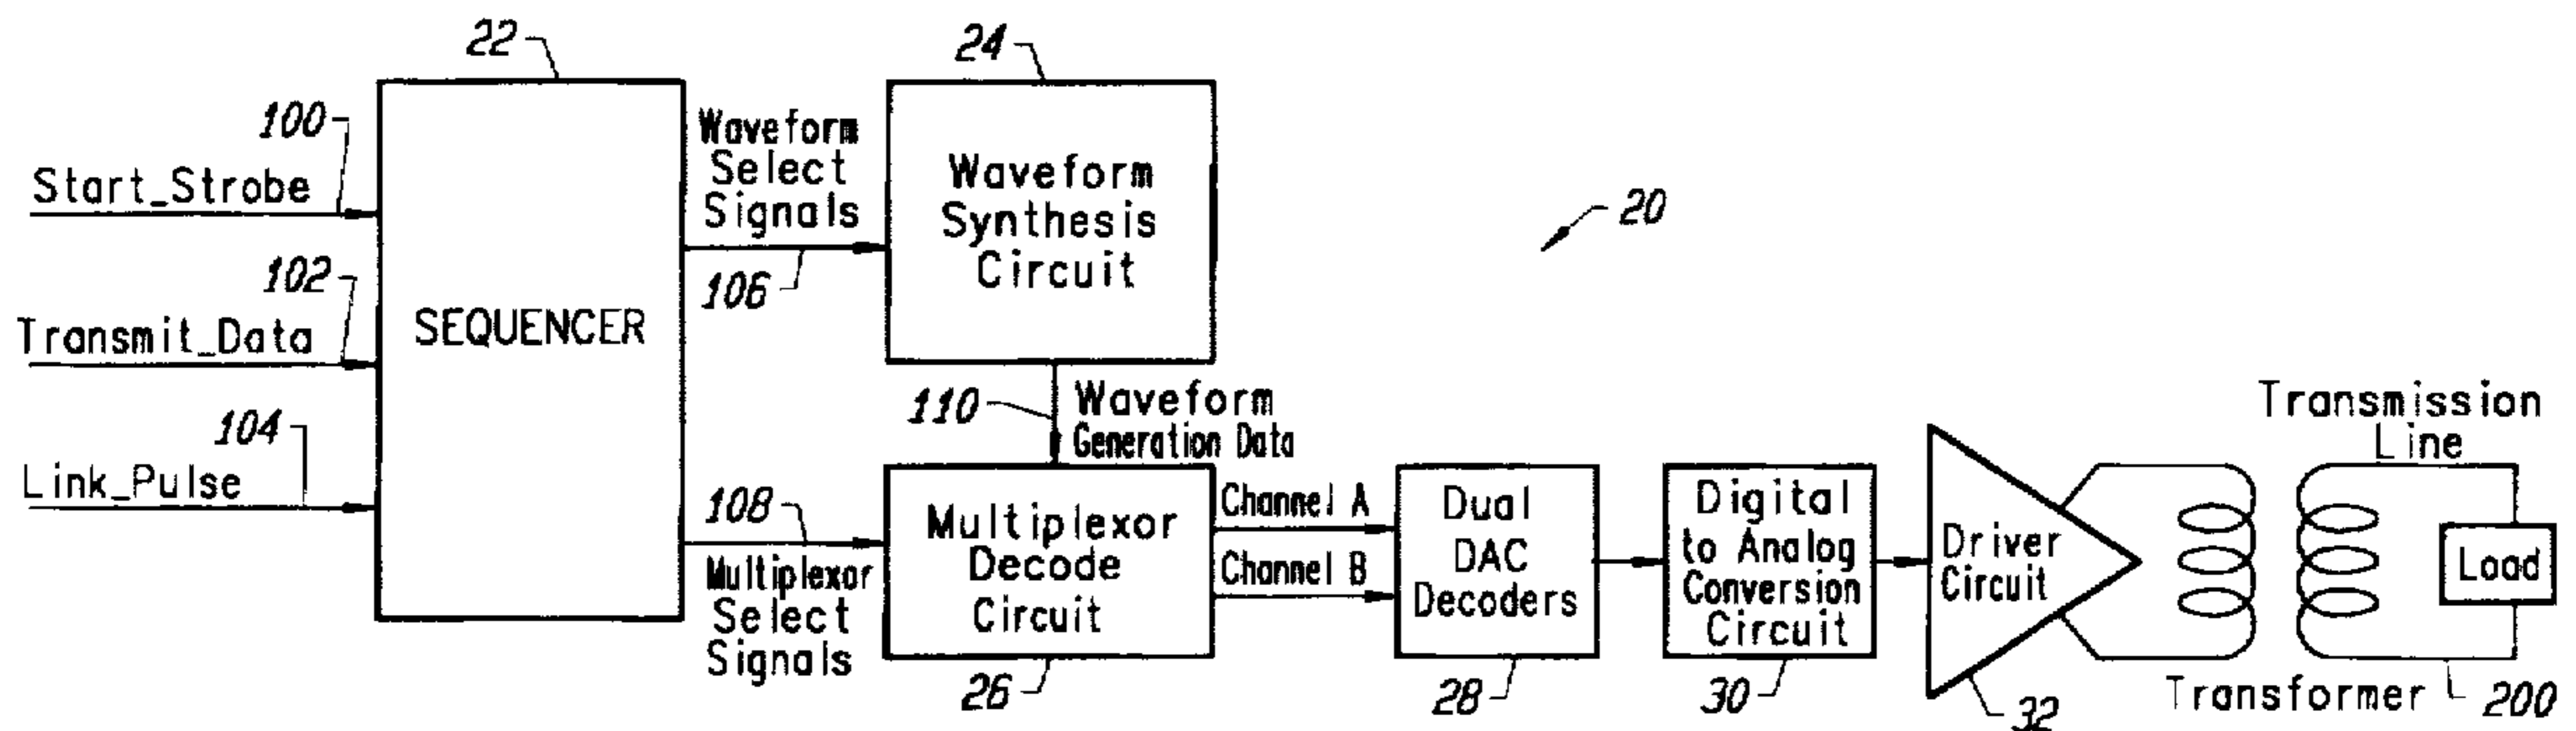 22
24
100
Start_Strobe
102
Transmit_Data
104
Link_Pulse
SEQUENCER
Waveform
Select
Signals
106
Waveform
Synthesis
Circuit
20
110
Waveform
Generation Data
108
Multiplexor
Select
Signals
Multiplexor
Decode
Circuit
26
Channel A
Channel B
Dual
DAC
Decoders
28
Digital
to Analog
Conversion
Circuit
30
Driver
Circuit
32
Transmission
Line
Load
Transformer
200